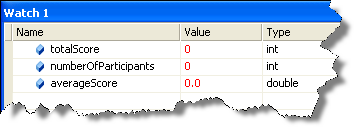 Watch 1
Name Value Type
totalScore 0 int
numberOfParticipants 0 int
averageScore 0.0 double